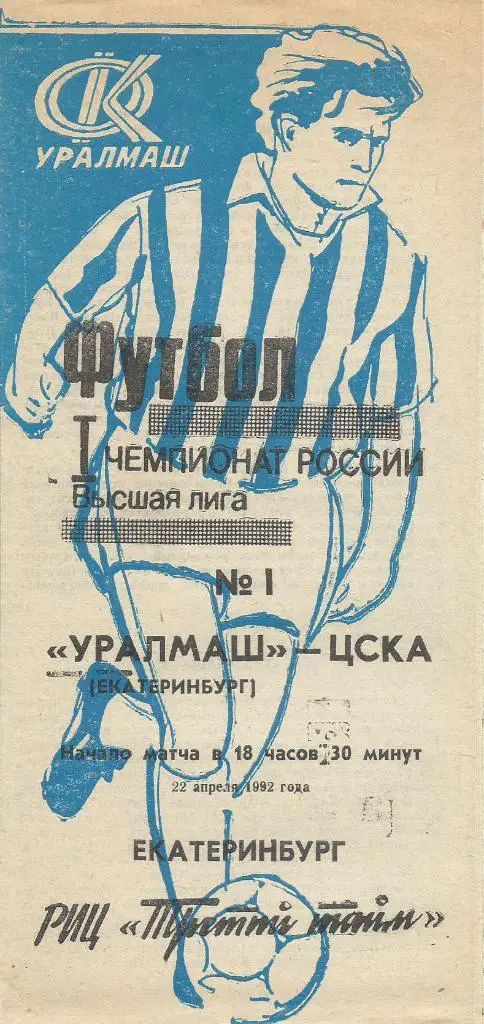 УРАЛМАШ
Футбол
I ЧЕМПИОНАТ РОССИИ
Высшая лига
№ 1
«УРАЛМАШ» – ЦСКА
(ЕКАТЕРИНБУРГ)
Начало матча в 18 часов 30 минут
22 апреля 1992 года
ЕКАТЕРИНБУРГ
РИЦ «Третий тайм»